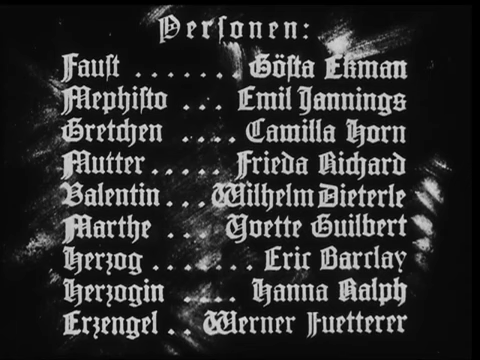 Perſonen:
Fauſt ....... Göſta Ekman
Mephiſto ... Emil Jannings
Gretchen .... Camilla Horn
Mutter ..... Frieda Richard
Valentin ... Wilhelm Dieterle
Marthe ... Yvette Guilbert
Herzog ....... Eric Barclay
Herzogin .... Hanna Ralph
Erzengel .. Werner Fuetterer